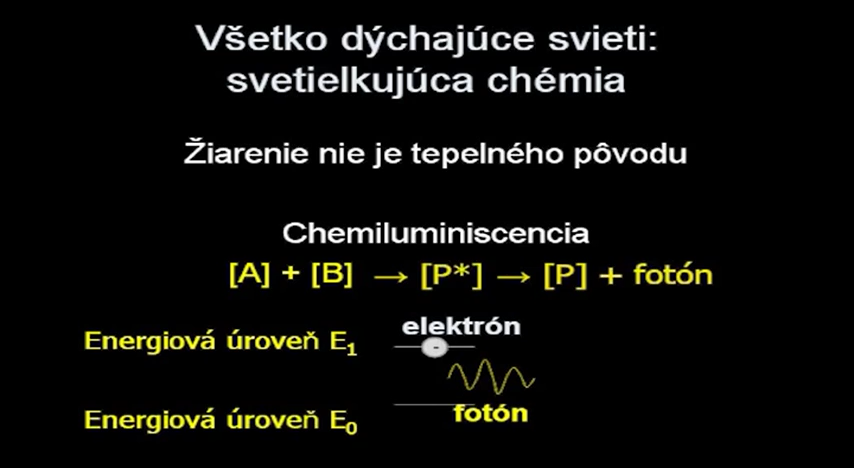 Všetko dýchajúce svieti:
svetielkujúca chémia
Žiarenie nie je tepelného pôvodu
Chemiluminiscencia
[A] + [B] → [P*] → [P] + fotón
elektrón
Energiová úroveň E₁
-
fotón
Energiová úroveň E₀